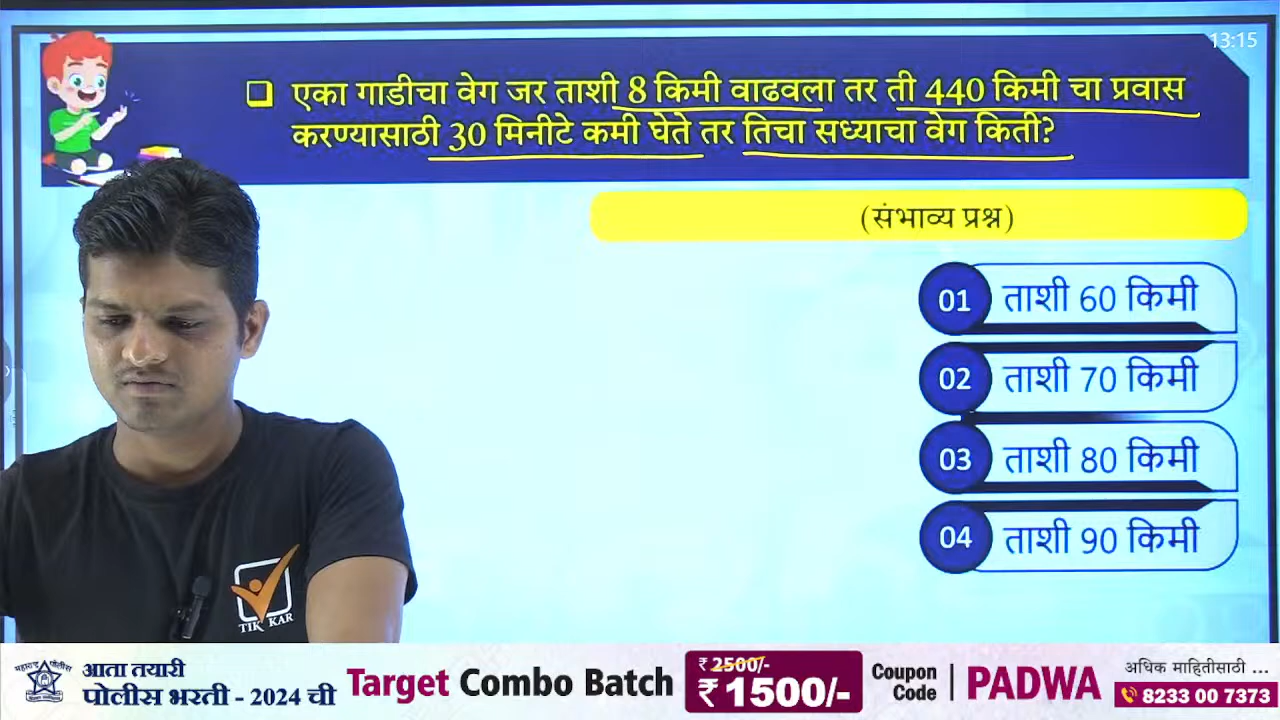 13:15
एका गाडीचा वेग जर ताशी 8 किमी वाढवला तर ती 440 किमी चा प्रवास
करण्यासाठी 30 मिनीटे कमी घेते तर तिचा सध्याचा वेग किती?
(संभाव्य प्रश्न)
01 ताशी 60 किमी
02 ताशी 70 किमी
03 ताशी 80 किमी
04 ताशी 90 किमी
TIKKAR
महाराष्ट्र पोलीस
आता तयारी
पोलीस भरती - 2024 ची
Target Combo Batch
₹ 2500/-
₹ 1500/-
Coupon
Code
PADWA
अधिक माहितीसाठी ...
8233 00 7373